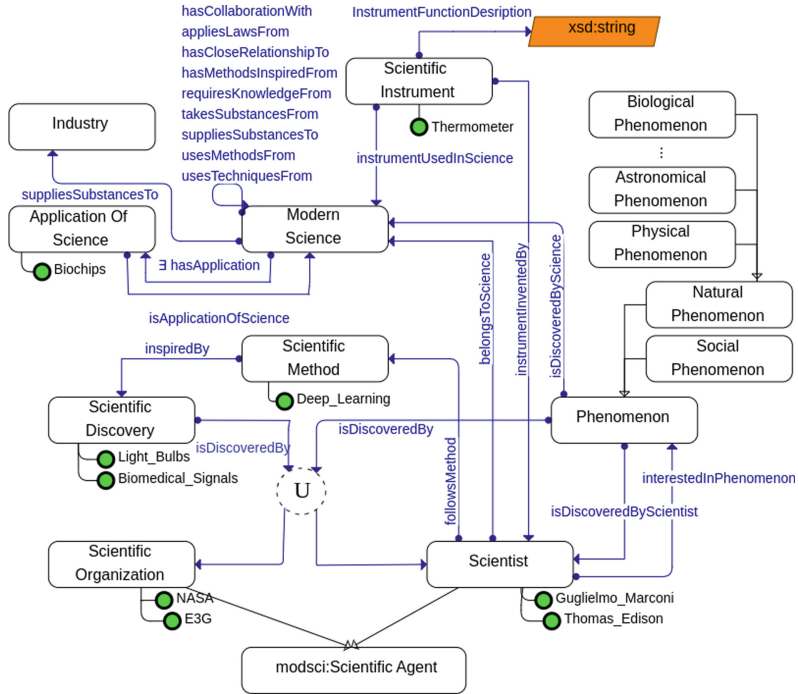 hasCollaborationWith
appliesLawsFrom
hasCloseRelationshipTo
hasMethodsInspiredFrom
requiresKnowledgeFrom
takesSubstancesFrom
suppliesSubstancesTo
usesMethodsFrom
usesTechniquesFrom
InstrumentFunctionDesription
xsd:string
Scientific
Instrument
Thermometer
instrumentUsedInScience
Industry
suppliesSubstancesTo
Application Of
Science
Biochips
Modern
Science
∃ hasApplication
isApplicationOfScience
Biological
Phenomenon
⋮
Astronomical
Phenomenon
Physical
Phenomenon
Natural
Phenomenon
Social
Phenomenon
belongsToScience
instrumentInventedBy
isDiscoveredByScience
inspiredBy
Scientific
Method
Deep_Learning
Scientific
Discovery
Light_Bulbs
Biomedical_Signals
isDiscoveredBy
isDiscoveredBy
U
followsMethod
Phenomenon
interestedInPhenomenon
isDiscoveredByScientist
Scientific
Organization
NASA
E3G
Scientist
Guglielmo_Marconi
Thomas_Edison
modsci:Scientific Agent